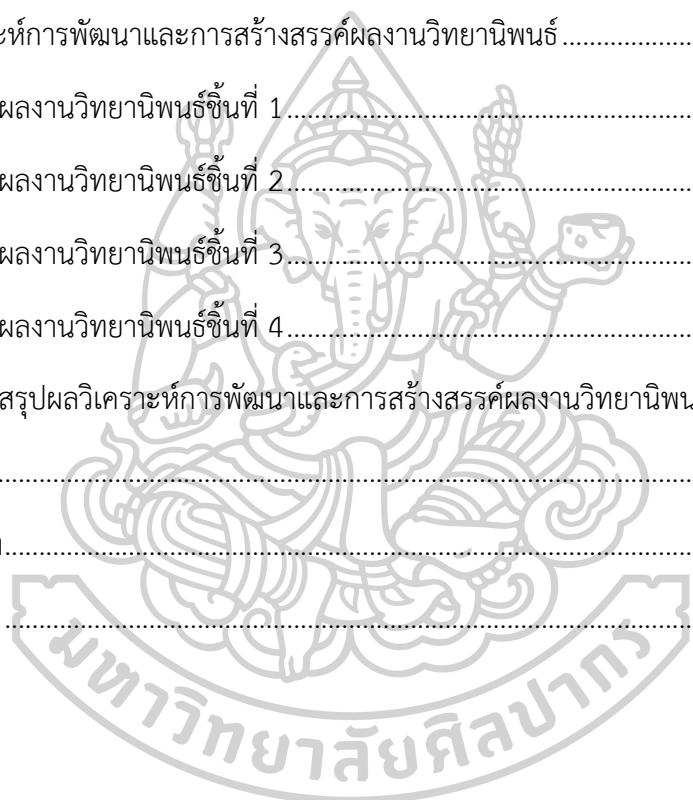 ะห์การพัฒนาและการสร้างสรรค์ผลงานวิทยานิพนธ์
ผลงานวิทยานิพนธ์ชิ้นที่ 1
ผลงานวิทยานิพนธ์ชิ้นที่ 2
ผลงานวิทยานิพนธ์ชิ้นที่ 3
ผลงานวิทยานิพนธ์ชิ้นที่ 4
สรุปผลวิเคราะห์การพัฒนาและการสร้างสรรค์ผลงานวิทยานิพน
มหาวิทยาลัยศิลปากร